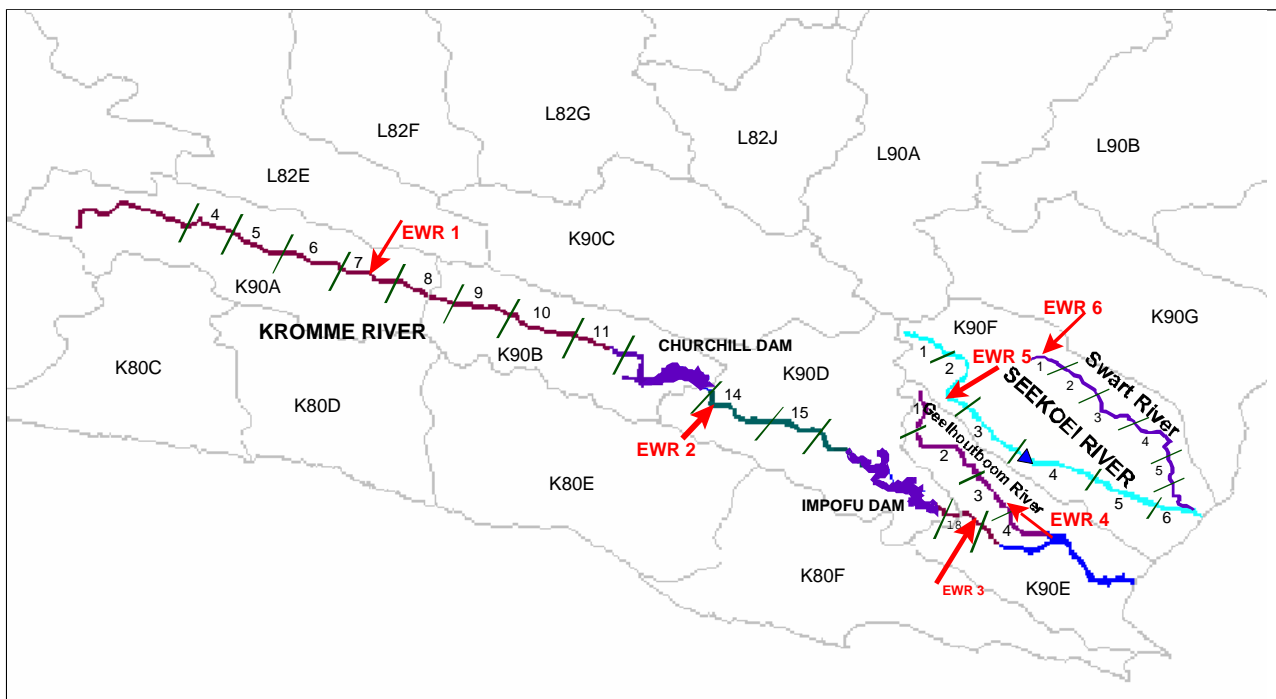 L82G
L82F
L82J
L90B
L90A
L82E
4
EWR 1
K90C
5
6
7
K90A
8
9
10
11
KROMME RIVER
K90B
K80C
K80D
CHURCHILL DAM
K90D
14
15
EWR 2
K80E
IMPOFU DAM
K80F
K90F
EWR 6
K90G
EWR 5
1
2
3
4
5
6
SEEKOEI RIVER
1
2
3
4
5
Swart River
1
2
3
4
Geelhoutboom River
EWR 4
EWR 3
K90E